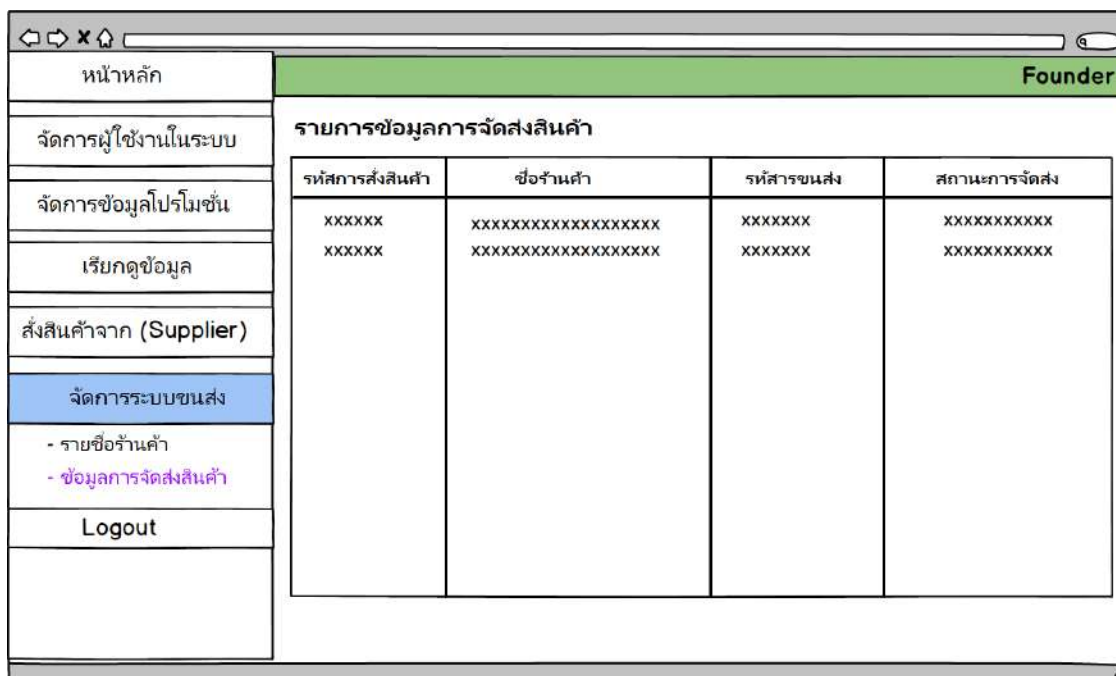 หน้าหลัก
Founder
จัดการผู้ใช้งานในระบบ
จัดการข้อมูลโปรโมชั่น
เรียกดูข้อมูล
สั่งสินค้าจาก (Supplier)
จัดการระบบขนส่ง
- รายชื่อร้านค้า
- ข้อมูลการจัดส่งสินค้า
Logout
รายการข้อมูลการจัดส่งสินค้า
รหัสการสั่งสินค้า ชื่อร้านค้า รหัสารขนส่ง สถานะการจัดส่ง
xxxxxx xxxxxxxxxxxxxxxxxxx xxxxxxx xxxxxxxxxxx
xxxxxx xxxxxxxxxxxxxxxxxxx xxxxxxx xxxxxxxxxxx